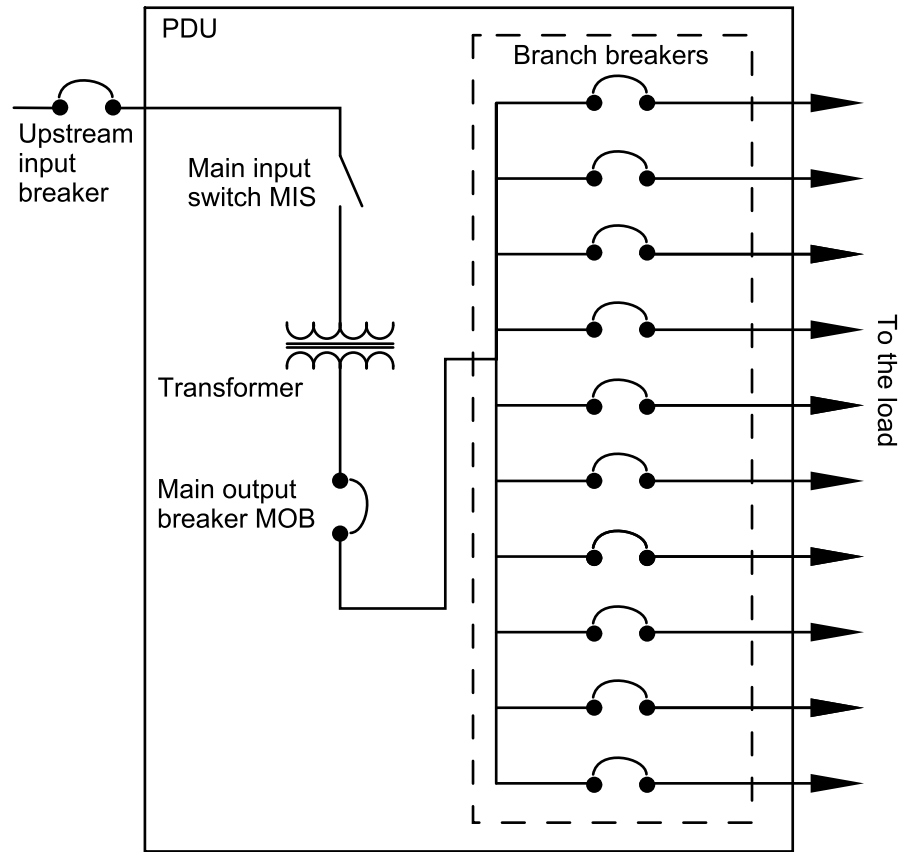 PDU
Branch breakers
Upstream
input
breaker
Main input
switch MIS
Transformer
Main output
breaker MOB
To the load